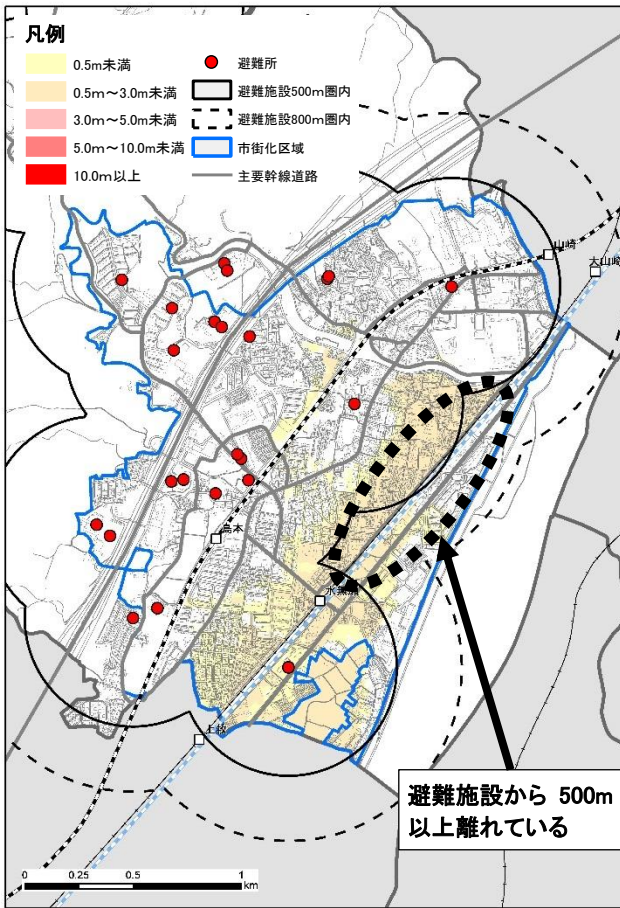 凡例
0.5m未満
0.5m～3.0m未満
3.0m～5.0m未満
5.0m～10.0m未満
10.0m以上
避難所
避難施設500m圏内
避難施設800m圏内
市街化区域
主要幹線道路
山崎
大山崎
島本
上牧
避難施設から 500m
以上離れている
0 0.25 0.5 1
km